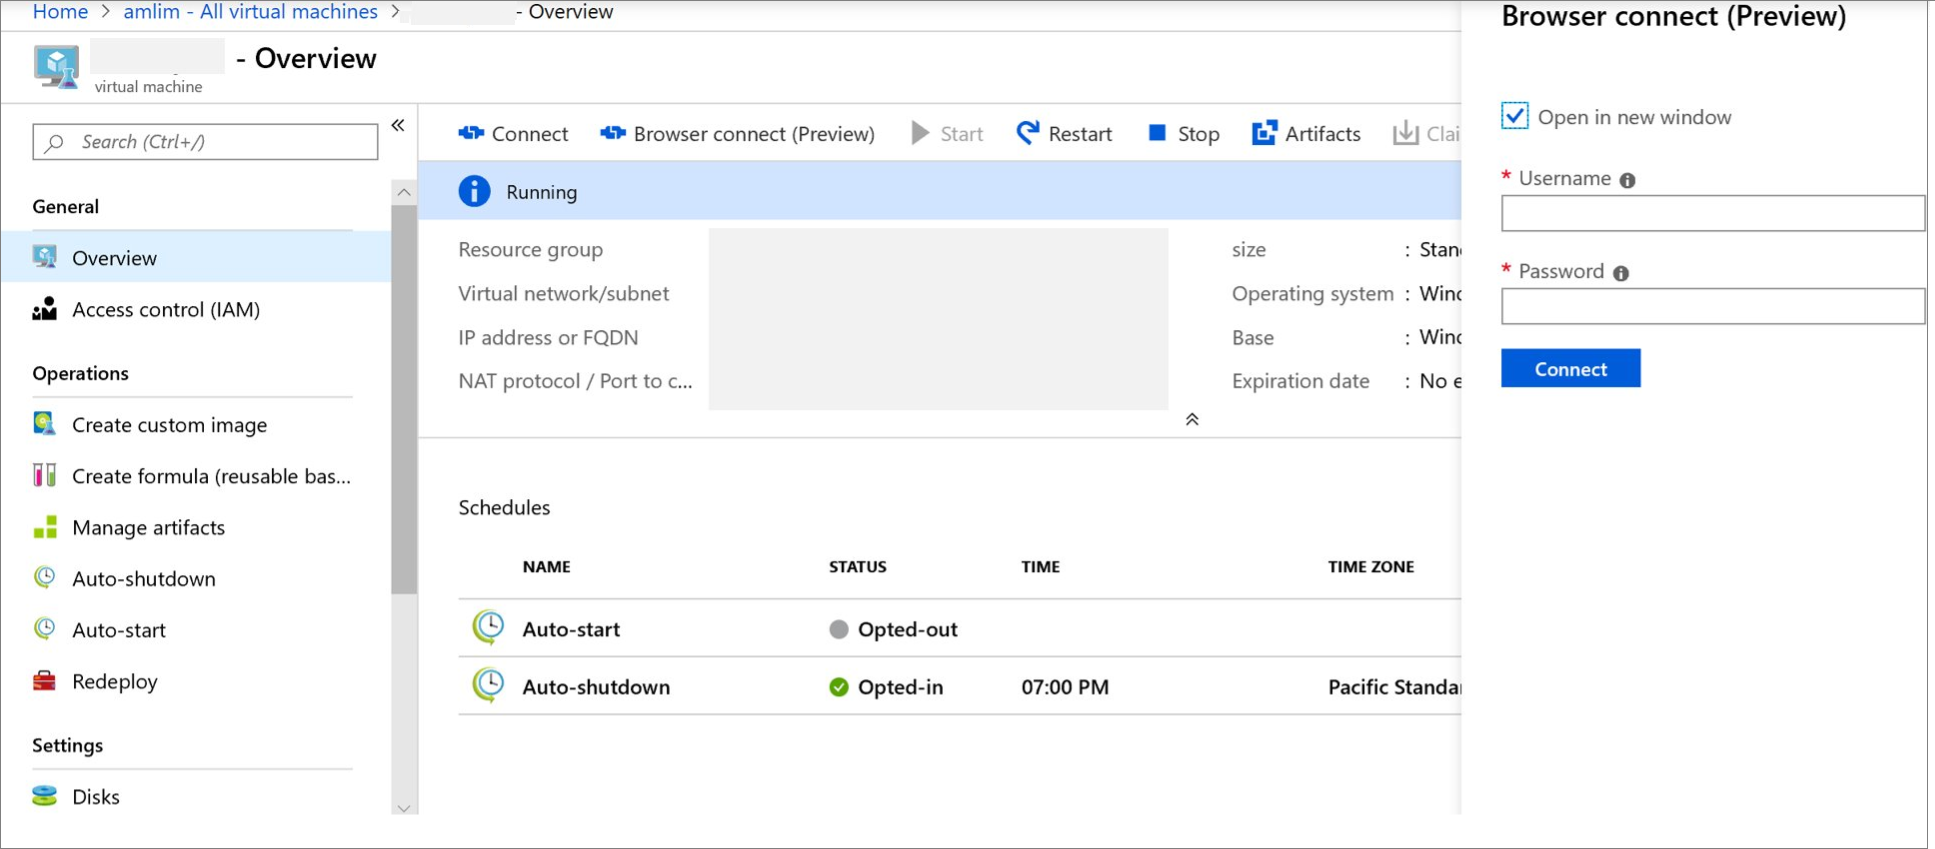 Home > amlim - All virtual machines > - Overview
- Overview
virtual machine
Search (Ctrl+/)
General
Overview
Access control (IAM)
Operations
Create custom image
Create formula (reusable bas...
Manage artifacts
Auto-shutdown
Auto-start
Redeploy
Settings
Disks
Connect Browser connect (Preview) Start Restart Stop Artifacts Clai
Running
Resource group
Virtual network/subnet
IP address or FQDN
NAT protocol / Port to c...
size : Stan
Operating system : Wind
Base : Wind
Expiration date : No e
Schedules
NAME STATUS TIME TIME ZONE
Auto-start Opted-out
Auto-shutdown Opted-in 07:00 PM Pacific Standa
Browser connect (Preview)
Open in new window
* Username
* Password
Connect